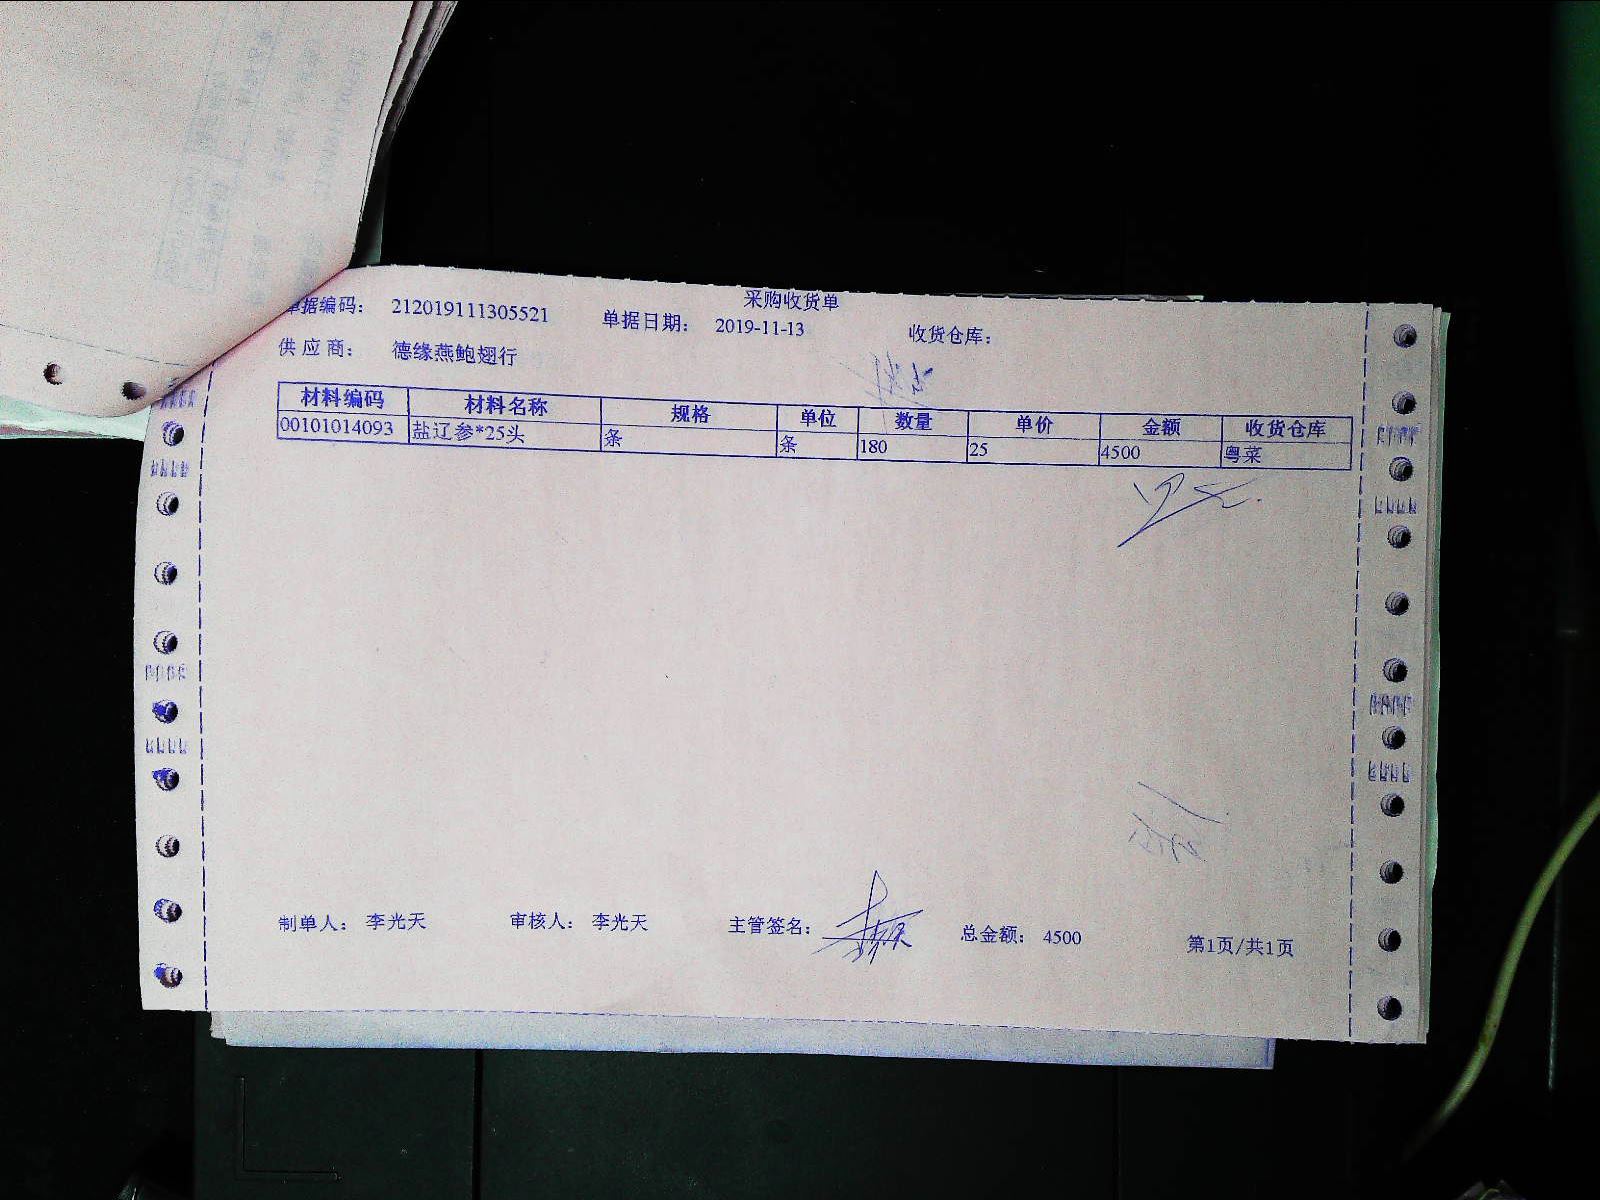 采购收货单
单据编码： 212019111305521 单据日期： 2019-11-13 收货仓库：
供应商： 德缘燕鲍翅行
材料编码 材料名称 规格 单位 数量 单价 金额 收货仓库
00101014093 盐辽参*25头 条 条 180 25 4500 粤菜
制单人： 李光天 审核人： 李光天 主管签名： 总金额： 4500 第1页/共1页